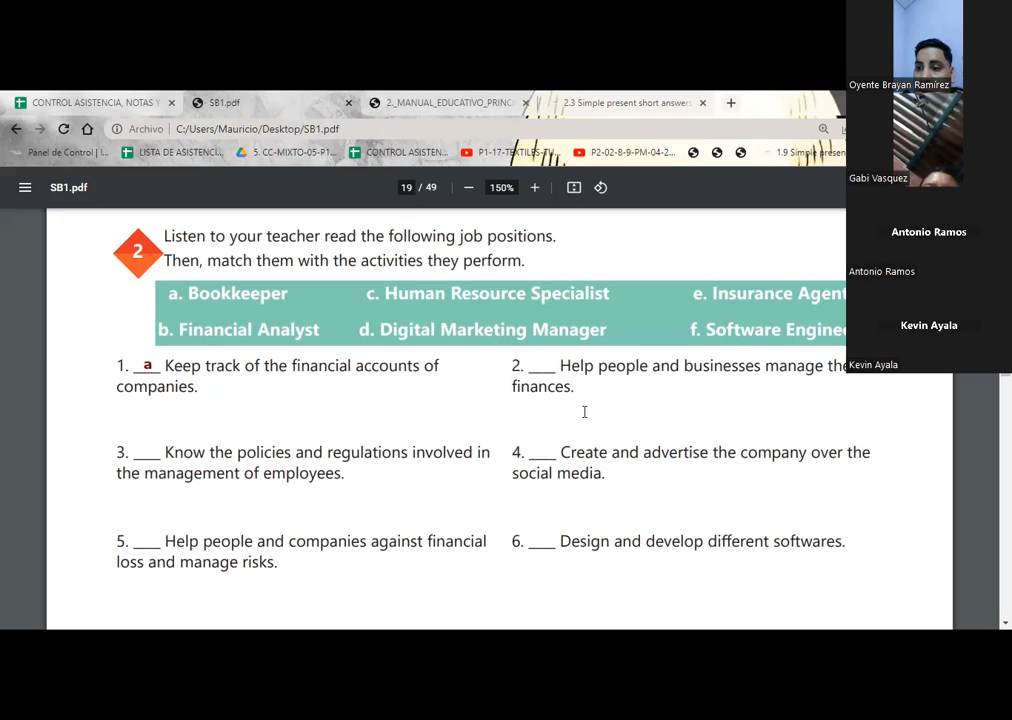 CONTROL ASISTENCIA, NOTAS Y
SB1.pdf
2._MANUAL_EDUCATIVO_PRINC
2.3 Simple present short answers
Archivo
C:/Users/Mauricio/Desktop/SB1.pdf
Panel de Control | I...
LISTA DE ASISTENCI...
5. CC-MIXTO-05-P1...
CONTROL ASISTEN...
P1-17-TEXTILES-TU...
P2-02-8-9-PM-04-2...
1.9 Simple presen
SB1.pdf
19 / 49
150%
Oyente Brayan Ramírez
Gabi Vasquez
Antonio Ramos
Antonio Ramos
Kevin Ayala
Kevin Ayala
2
Listen to your teacher read the following job positions.
Then, match them with the activities they perform.
a. Bookkeeper
c. Human Resource Specialist
e. Insurance Agent
b. Financial Analyst
d. Digital Marketing Manager
f. Software Enginee
1. a Keep track of the financial accounts of
companies.
2. ___ Help people and businesses manage the
finances.
3. ___ Know the policies and regulations involved in
the management of employees.
4. ___ Create and advertise the company over the
social media.
5. ___ Help people and companies against financial
loss and manage risks.
6. ___ Design and develop different softwares.